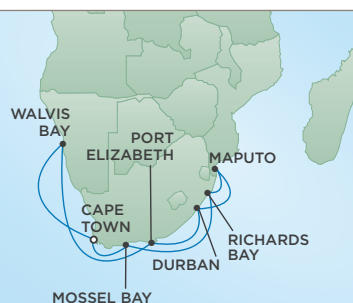 WALVIS
BAY
PORT
ELIZABETH
MAPUTO
CAPE
TOWN
RICHARDS
BAY
DURBAN
MOSSEL BAY